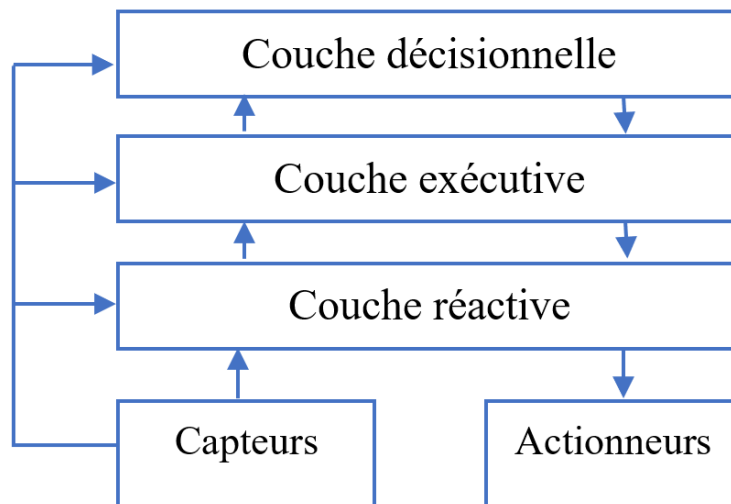 Couche décisionnelle
Couche exécutive
Couche réactive
Capteurs
Actionneurs